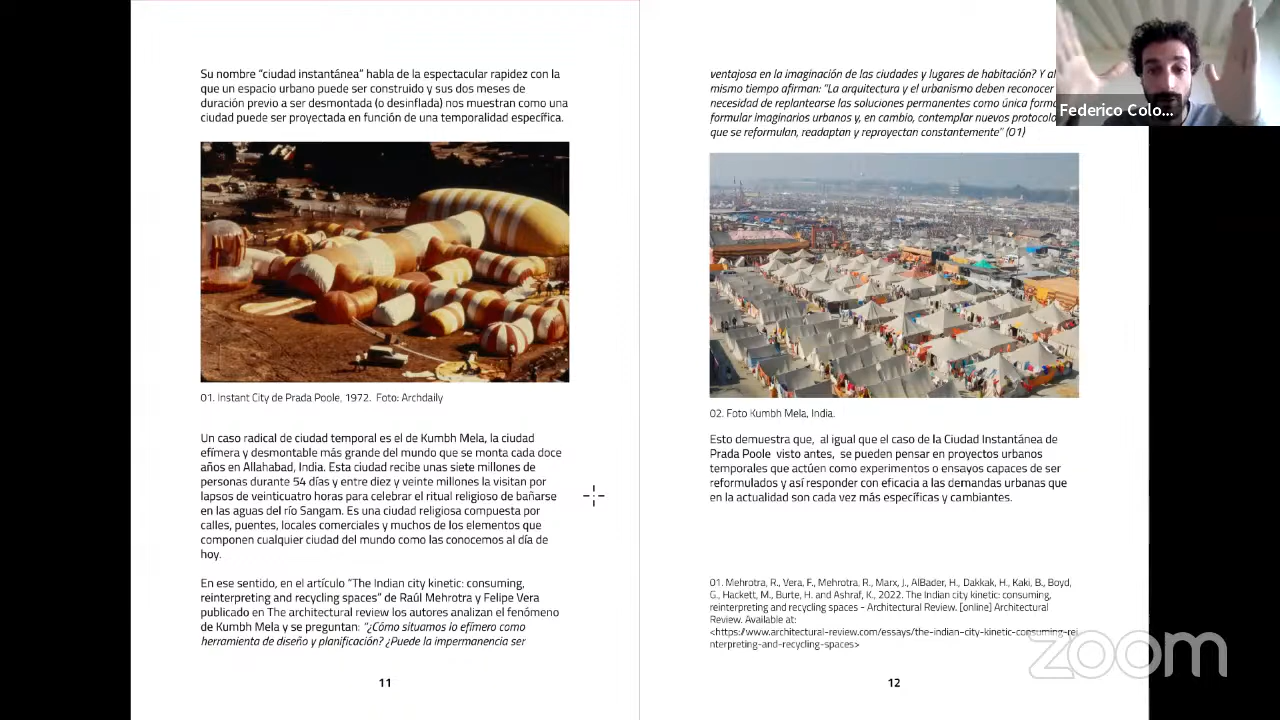 Su nombre “ciudad instantánea” habla de la espectacular rapidez con la
que un espacio urbano puede ser construido y sus dos meses de
duración previo a ser desmontada (o desinflada) nos muestran como una
ciudad puede ser proyectada en función de una temporalidad específica.
01. Instant City de Prada Poole, 1972. Foto: Archdaily
Un caso radical de ciudad temporal es el de Kumbh Mela, la ciudad
efímera y desmontable más grande del mundo que se monta cada doce
años en Allahabad, India. Esta ciudad recibe unas siete millones de
personas durante 54 días y entre diez y veinte millones la visitan por
lapsos de veinticuatro horas para celebrar el ritual religioso de bañarse
en las aguas del río Sangam. Es una ciudad religiosa compuesta por
calles, puentes, locales comerciales y muchos de los elementos que
componen cualquier ciudad del mundo como las conocemos al día de
hoy.
En ese sentido, en el artículo “The Indian city kinetic: consuming,
reinterpreting and recycling spaces” de Raúl Mehrotra y Felipe Vera
publicado en The architectural review los autores analizan el fenómeno
de Kumbh Mela y se preguntan: “¿Cómo situamos lo efímero como
herramienta de diseño y planificación? ¿Puede la impermanencia ser
11
ventajosa en la imaginación de las ciudades y lugares de habitación? Y al
mismo tiempo afirman: “La arquitectura y el urbanismo deben reconocer
necesidad de replantearse las soluciones permanentes como única
formular imaginarios urbanos y, en cambio, contemplar nuevos
que se reformulan, readaptan y reproyectan constantemente” (01)
02. Foto Kumbh Mela, India.
Esto demuestra que, al igual que el caso de la Ciudad Instantánea de
Prada Poole visto antes, se pueden pensar en proyectos urbanos
temporales que actúen como experimentos o ensayos capaces de ser
reformulados y así responder con eficacia a las demandas urbanas que
en la actualidad son cada vez más específicas y cambiantes.
01. Mehrotra, R., Vera, F., Mehrotra, R., Marx, J., AlBader, H., Dakkak, H., Kaki, B., Boyd,
G., Hackett, M., Burte, H. and Ashraf, K., 2022. The Indian city kinetic: consuming,
reinterpreting and recycling spaces - Architectural Review. [online] Architectural
Review. Available at:
<https://www.architectural-review.com/essays/the-indian-city-kinetic-consuming-rei
nterpreting-and-recycling-spaces>
12
Federico Colo...
zoom